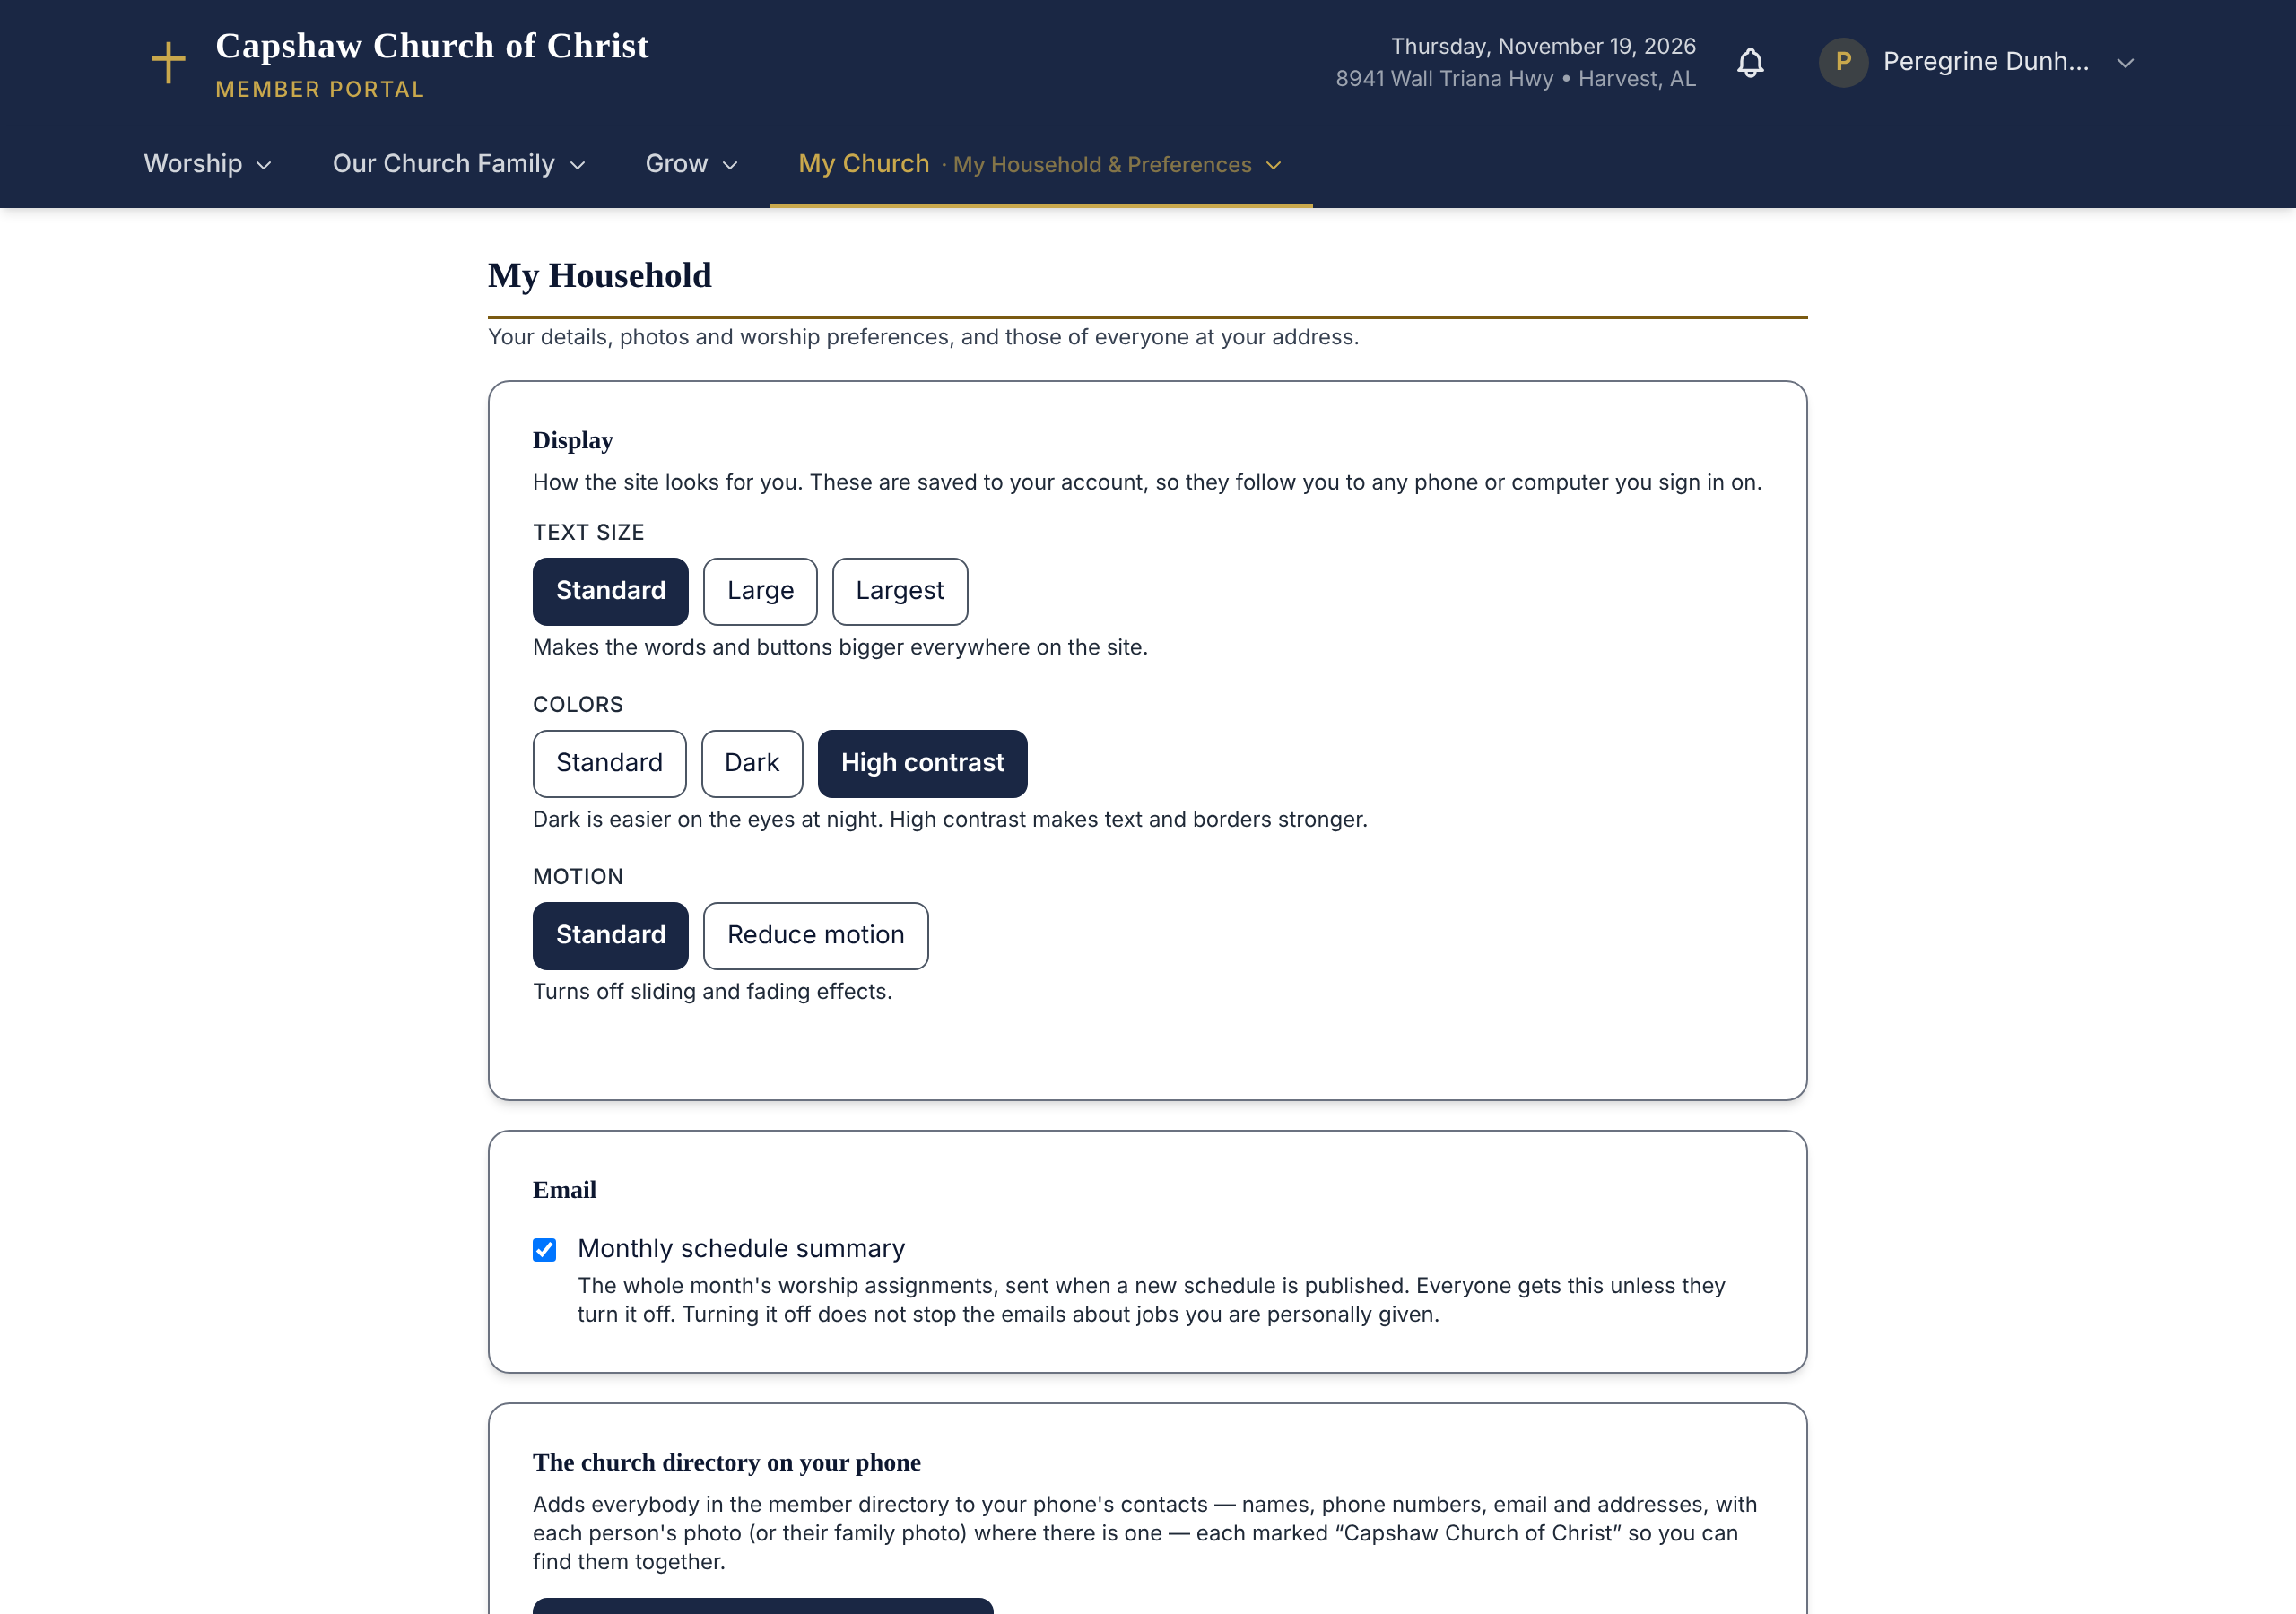 Capshaw Church of Christ
MEMBER PORTAL
Thursday, November 19, 2026
8941 Wall Triana Hwy • Harvest, AL
P
Peregrine Dunh...
Worship
Our Church Family
Grow
My Church · My Household & Preferences
My Household
Your details, photos and worship preferences, and those of everyone at your address.
Display
How the site looks for you. These are saved to your account, so they follow you to any phone or computer you sign in on.
TEXT SIZE
Standard
Large
Largest
Makes the words and buttons bigger everywhere on the site.
COLORS
Standard
Dark
High contrast
Dark is easier on the eyes at night. High contrast makes text and borders stronger.
MOTION
Standard
Reduce motion
Turns off sliding and fading effects.
Email
Monthly schedule summary
The whole month's worship assignments, sent when a new schedule is published. Everyone gets this unless they
turn it off. Turning it off does not stop the emails about jobs you are personally given.
The church directory on your phone
Adds everybody in the member directory to your phone's contacts — names, phone numbers, email and addresses, with
each person's photo (or their family photo) where there is one — each marked “Capshaw Church of Christ” so you can
find them together.